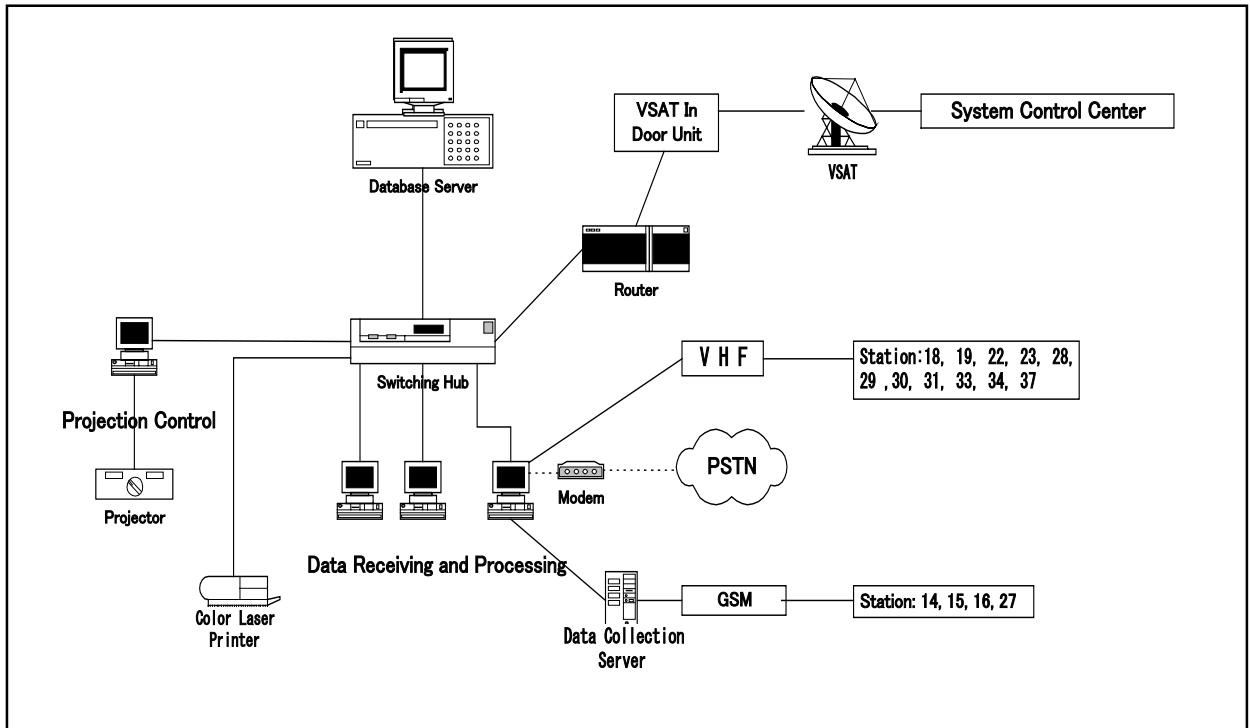 Database Server
VSAT In
Door Unit
System Control Center
VSAT
Router
Switching Hub
Projection Control
Projector
V H F
Station:18, 19, 22, 23, 28,
29 ,30, 31, 33, 34, 37
PSTN
Modem
Data Receiving and Processing
Color Laser
Printer
GSM
Station: 14, 15, 16, 27
Data Collection
Server